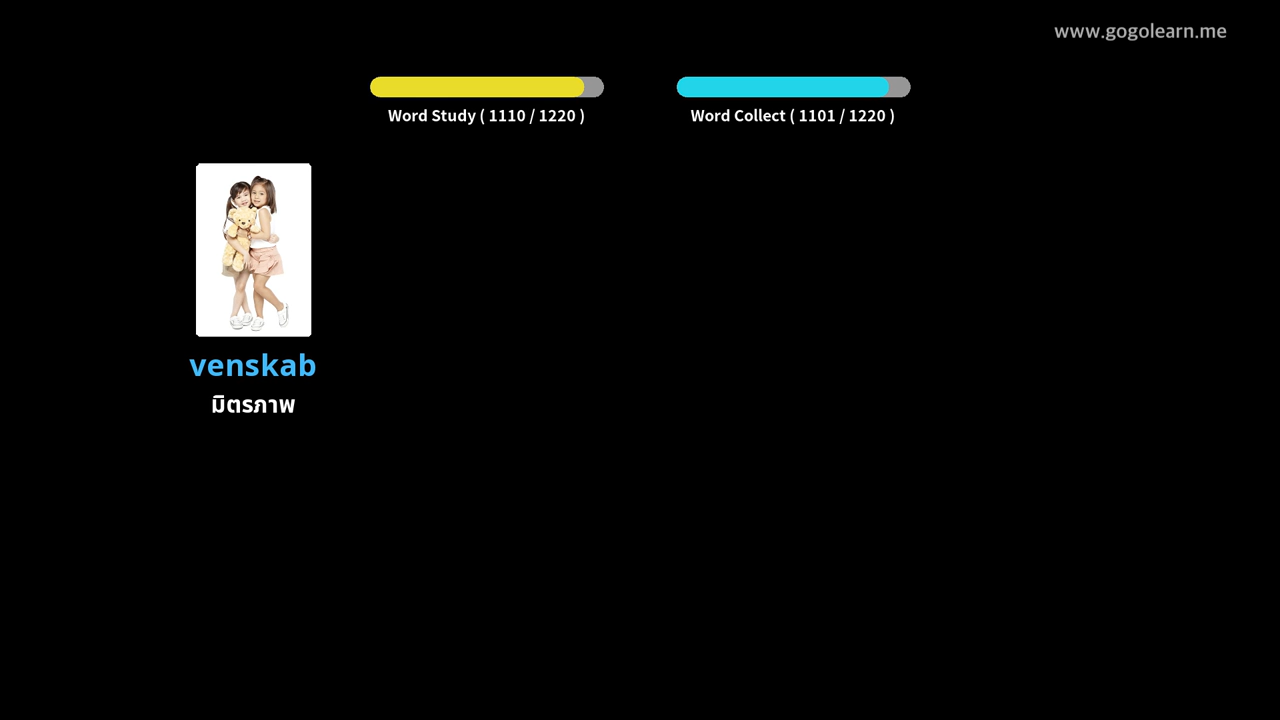 www.gogolearn.me
Word Study ( 1110 / 1220 )
Word Collect ( 1101 / 1220 )
venskab
มิตรภาพ